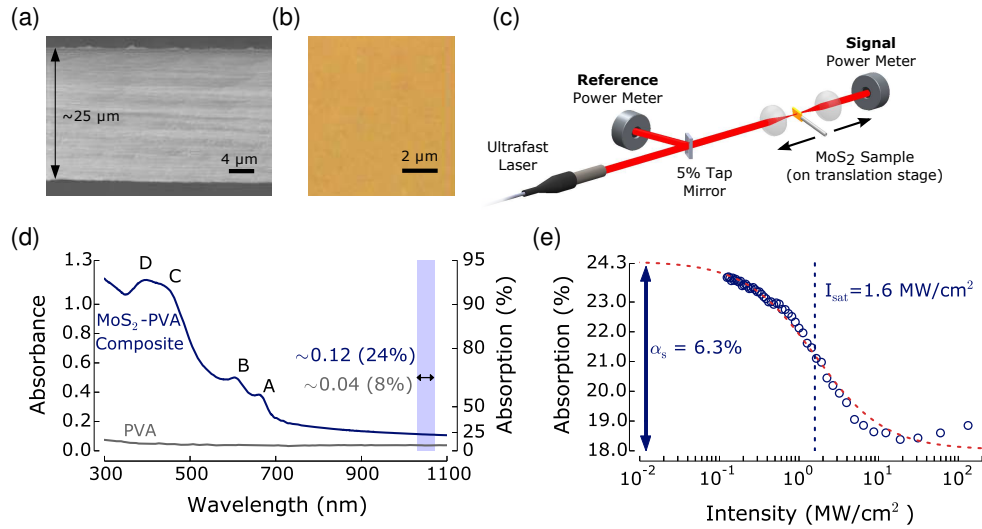 (a)
~25 μm
4 μm
(b)
2 μm
(c)
Signal
Power Meter
Reference
Power Meter
Ultrafast
Laser
5% Tap
Mirror
MoS₂ Sample
(on translation stage)
(d)
1.3
1.0
0.8
0.6
0.4
0.2
0.0
Absorbance
D
C
MoS₂-PVA
Composite
B
A
~0.12 (24%)
~0.04 (8%)
PVA
95
90
80
50
25
0
Absorption (%)
300
500
700
900
1100
Wavelength (nm)
(e)
24.3
23.0
22.0
21.0
20.0
19.0
18.0
Absorption (%)
αₛ = 6.3%
Iₛₐₜ=1.6 MW/cm²
10⁻²
10⁻¹
10⁰
10¹
10²
Intensity (MW/cm²)